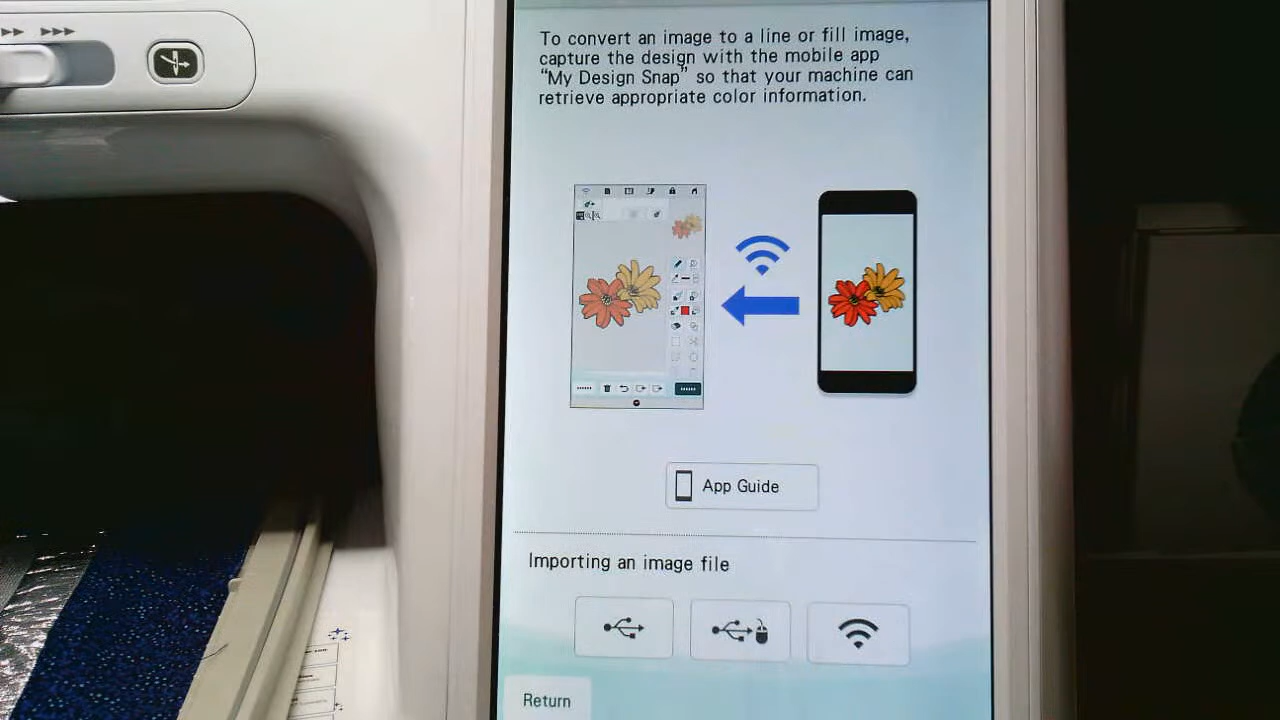 To convert an image to a line or fill image,
capture the design with the mobile app
“My Design Snap” so that your machine can
retrieve appropriate color information.
App Guide
Importing an image file
Return